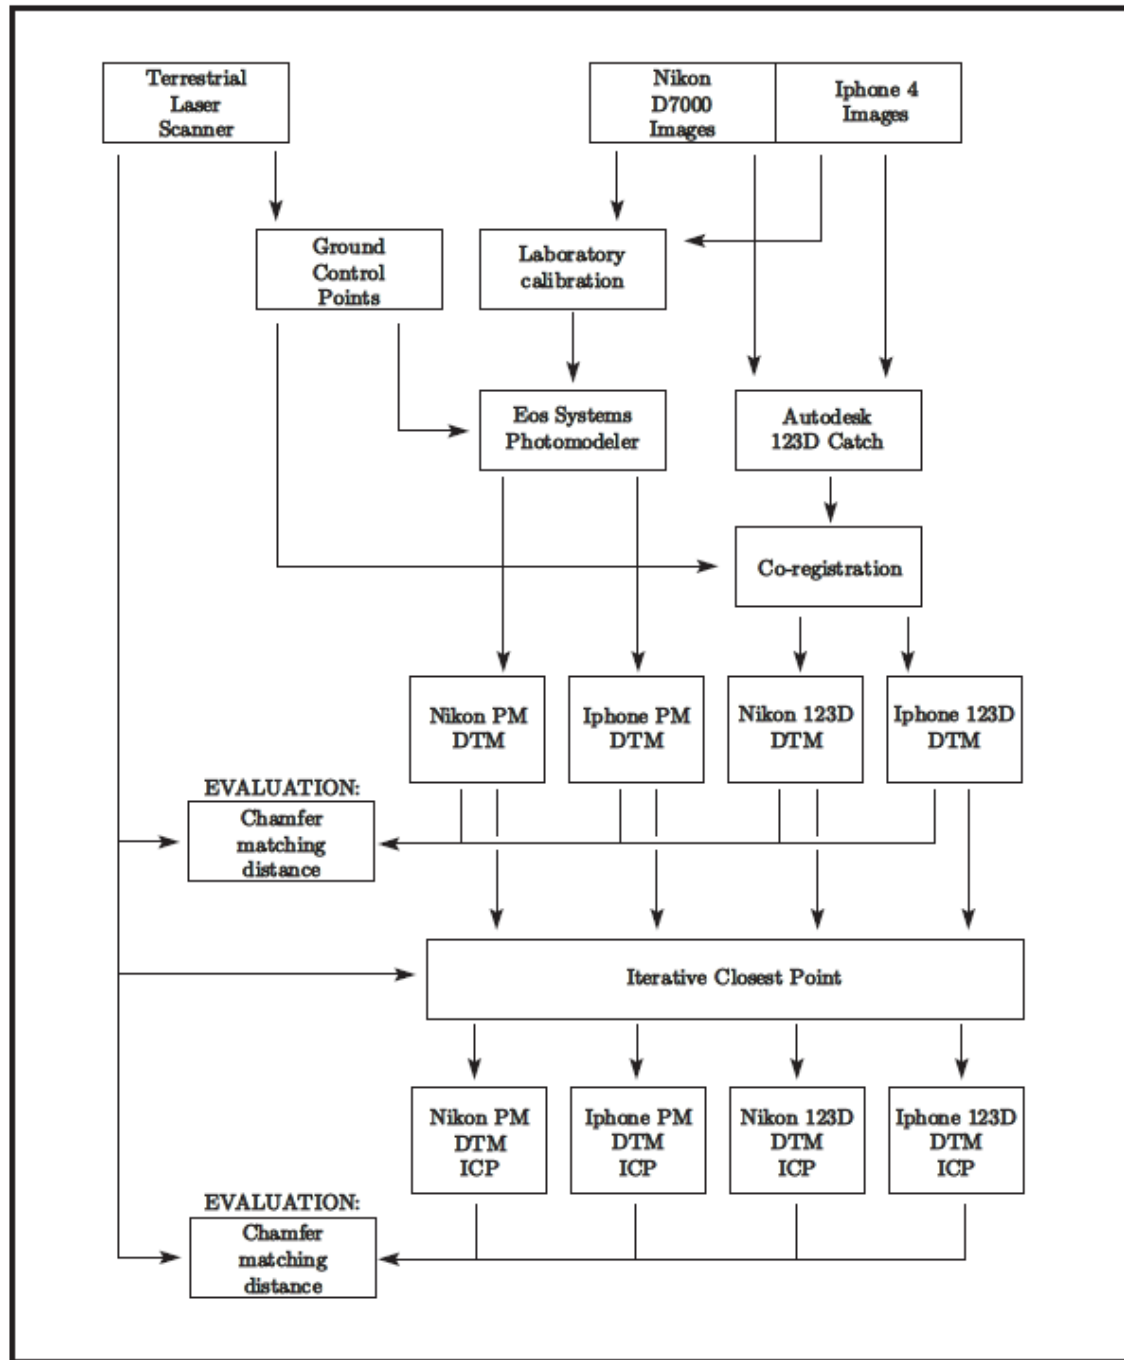 Terrestrial
Laser
Scanner
Nikon
D7000
Images
Iphone 4
Images
Ground
Control
Points
Laboratory
calibration
Eos Systems
Photomodeler
Autodesk
123D Catch
Co-registration
Nikon PM
DTM
Iphone PM
DTM
Nikon 123D
DTM
Iphone 123D
DTM
EVALUATION:
Chamfer
matching
distance
Iterative Closest Point
Nikon PM
DTM
ICP
Iphone PM
DTM
ICP
Nikon 123D
DTM
ICP
Iphone 123D
DTM
ICP
EVALUATION:
Chamfer
matching
distance